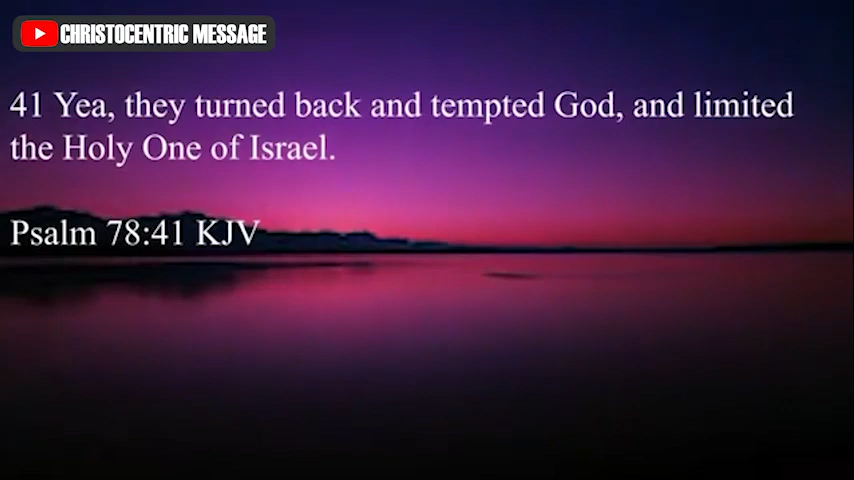 CHRISTOCENTRIC MESSAGE
41 Yea, they turned back and tempted God, and limited
the Holy One of Israel.
Psalm 78:41 KJV